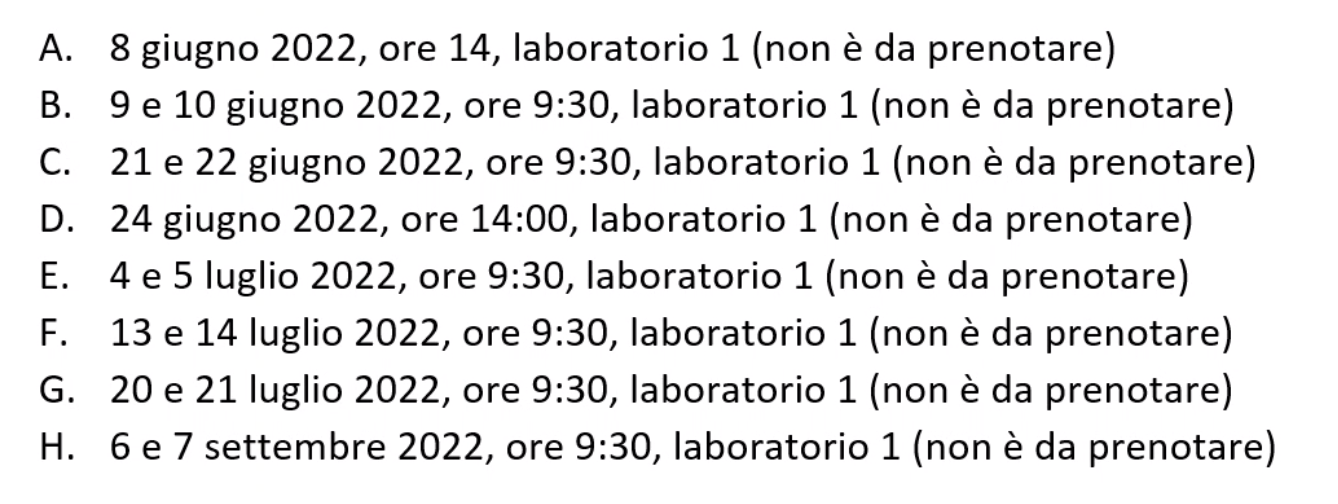 A. 8 giugno 2022, ore 14, laboratorio 1 (non è da prenotare)
B. 9 e 10 giugno 2022, ore 9:30, laboratorio 1 (non è da prenotare)
C. 21 e 22 giugno 2022, ore 9:30, laboratorio 1 (non è da prenotare)
D. 24 giugno 2022, ore 14:00, laboratorio 1 (non è da prenotare)
E. 4 e 5 luglio 2022, ore 9:30, laboratorio 1 (non è da prenotare)
F. 13 e 14 luglio 2022, ore 9:30, laboratorio 1 (non è da prenotare)
G. 20 e 21 luglio 2022, ore 9:30, laboratorio 1 (non è da prenotare)
H. 6 e 7 settembre 2022, ore 9:30, laboratorio 1 (non è da prenotare)